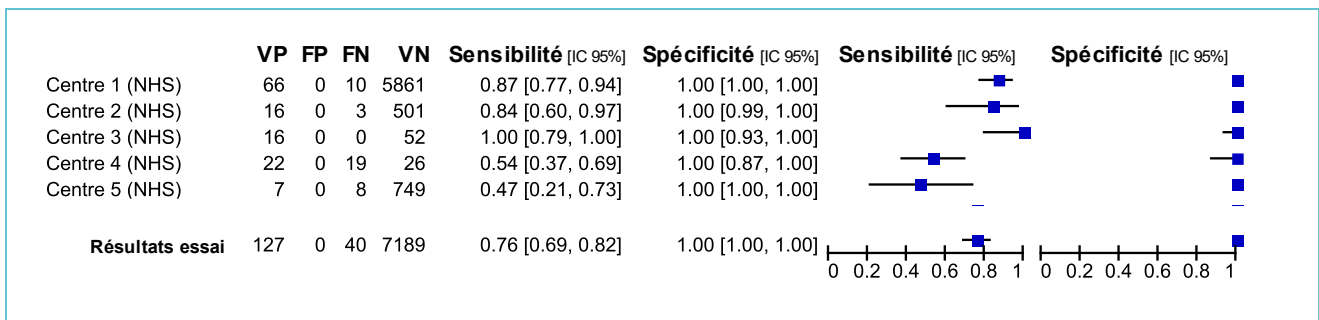 VP FP FN VN Sensibilité [IC 95%] Spécificité [IC 95%] Sensibilité [IC 95%] Spécificité [IC 95%]
Centre 1 (NHS) 66 0 10 5861 0.87 [0.77, 0.94] 1.00 [1.00, 1.00]
Centre 2 (NHS) 16 0 3 501 0.84 [0.60, 0.97] 1.00 [0.99, 1.00]
Centre 3 (NHS) 16 0 0 52 1.00 [0.79, 1.00] 1.00 [0.93, 1.00]
Centre 4 (NHS) 22 0 19 26 0.54 [0.37, 0.69] 1.00 [0.87, 1.00]
Centre 5 (NHS) 7 0 8 749 0.47 [0.21, 0.73] 1.00 [1.00, 1.00]
Résultats essai 127 0 40 7189 0.76 [0.69, 0.82] 1.00 [1.00, 1.00]
0 0.2 0.4 0.6 0.8 1 0 0.2 0.4 0.6 0.8 1